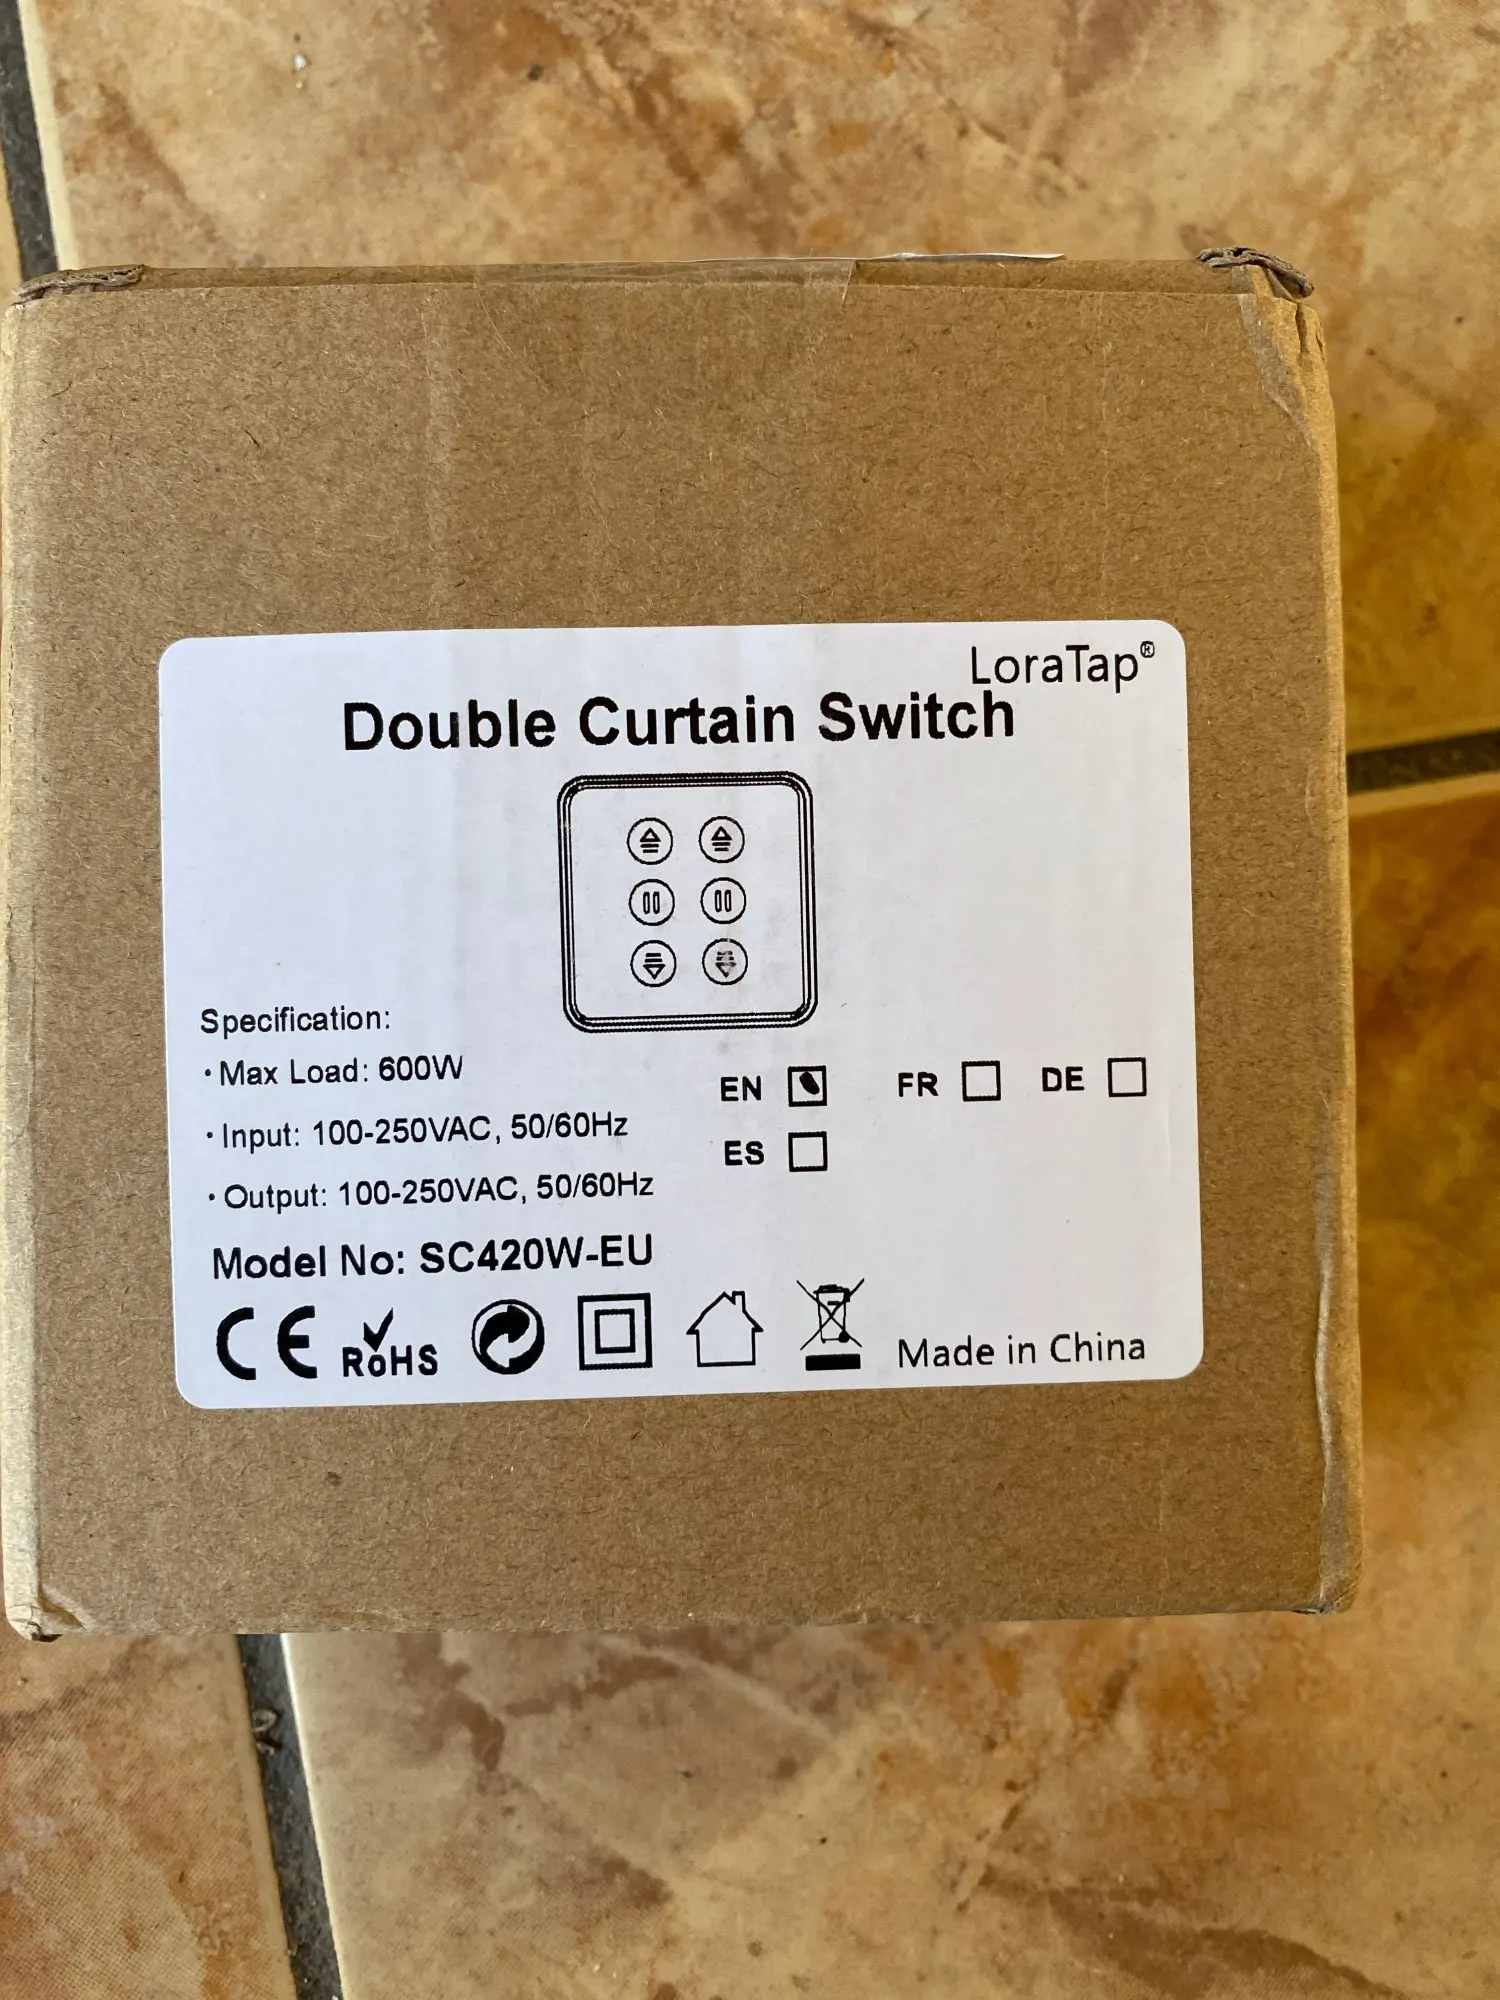 LoraTap®
Double Curtain Switch
Specification:
· Max Load: 600W
· Input: 100-250VAC, 50/60Hz
· Output: 100-250VAC, 50/60Hz
EN FR DE
ES
Model No: SC420W-EU
CE RoHS
Made in China